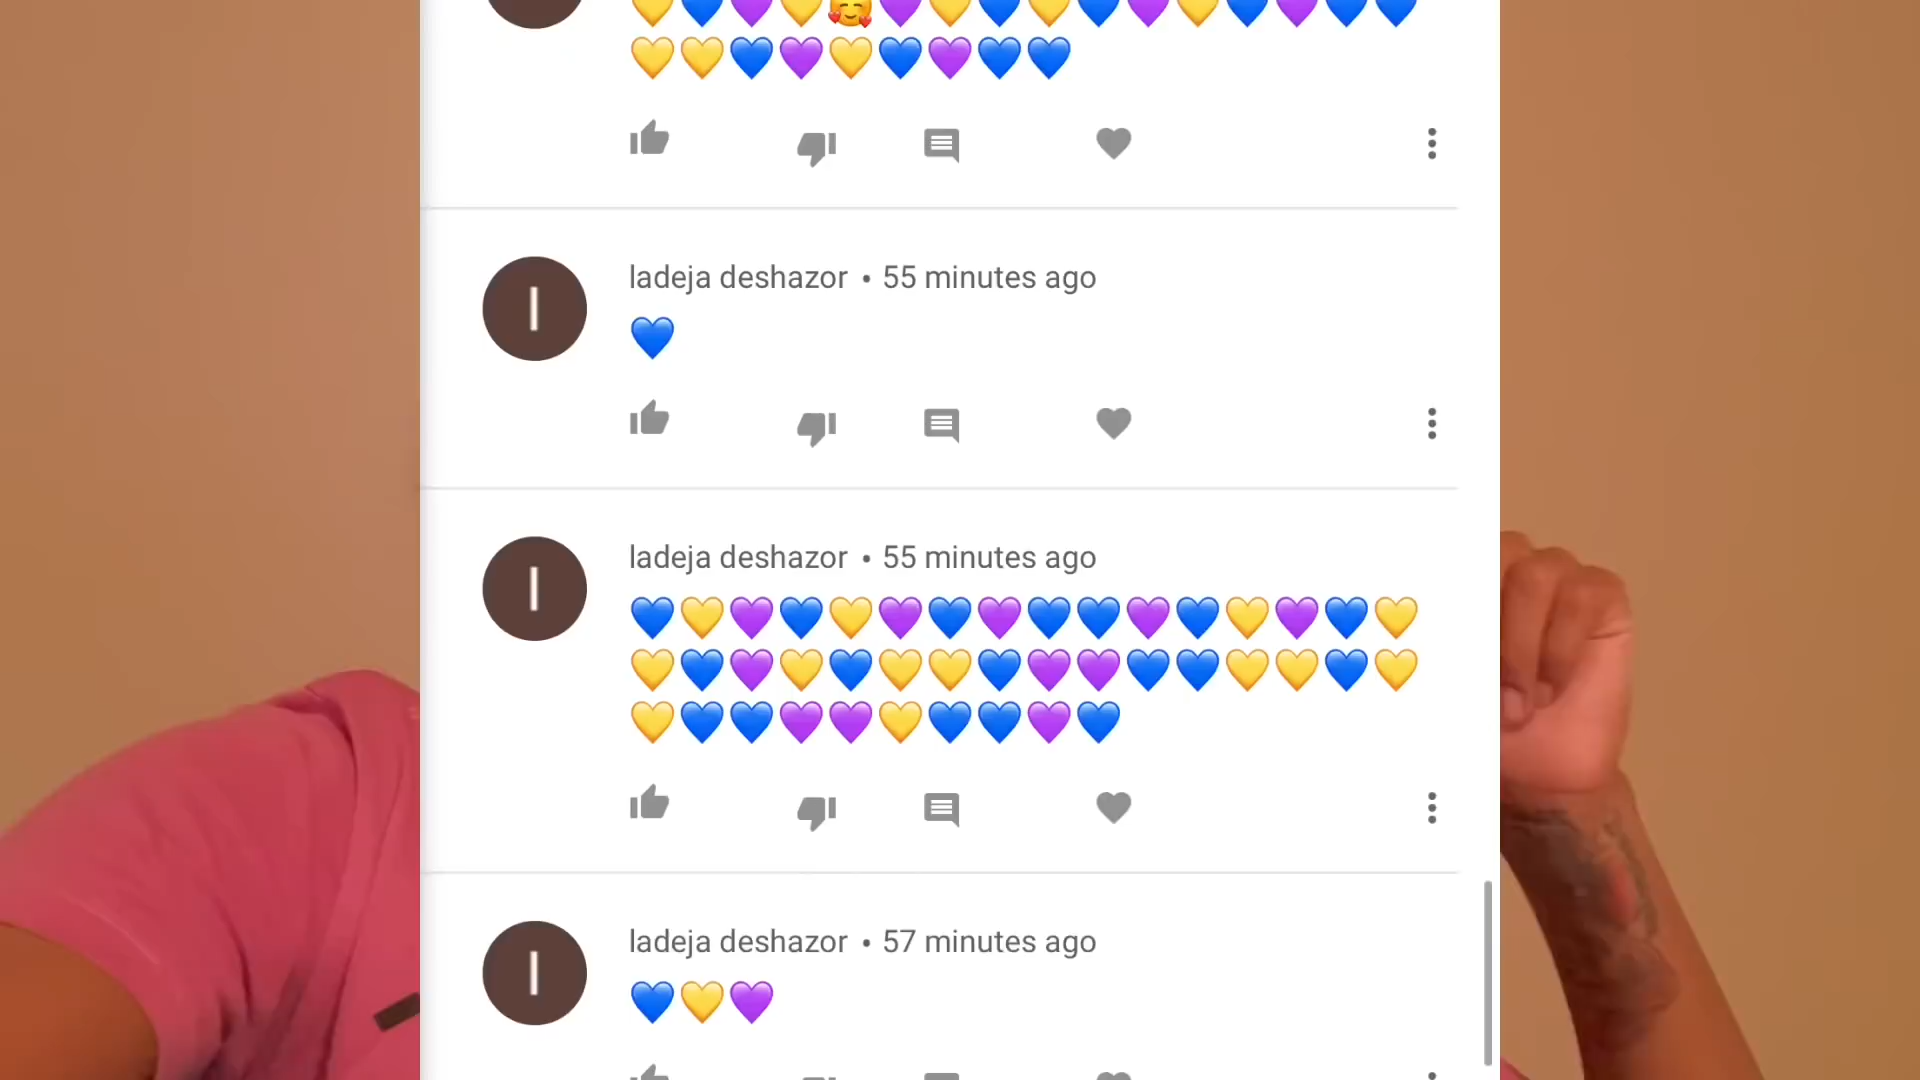 💛💙💜💛🥰💜💛💙💛💙💜💛💙💜💙💙
💛💛💙💜💛💙💜💙💙
l
ladeja deshazor • 55 minutes ago
💙
l
ladeja deshazor • 55 minutes ago
💙💛💜💙💛💜💙💜💙💙💜💙💛💜💙💛
💛💙💜💛💙💛💛💙💜💜💙💙💛💛💙💛
💛💙💙💜💜💛💙💙💜💙
l
ladeja deshazor • 57 minutes ago
💙💛💜